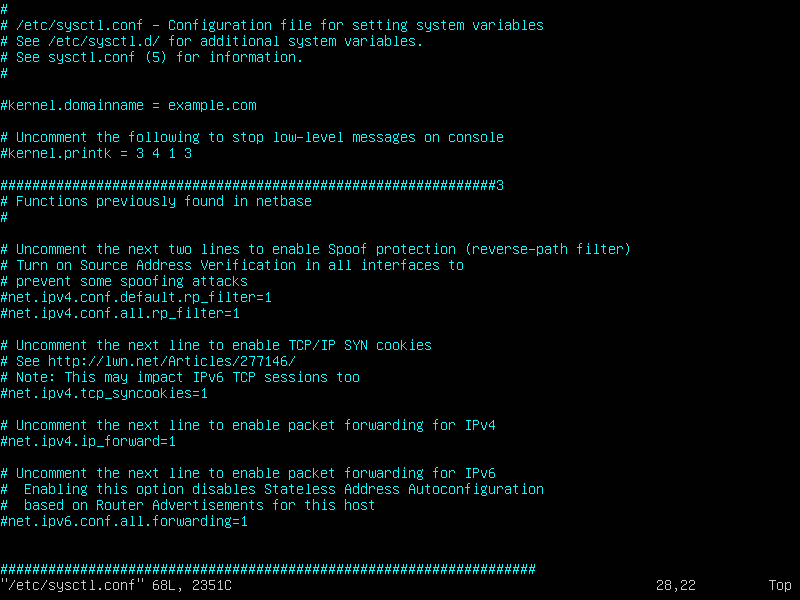 #
# /etc/sysctl.conf - Configuration file for setting system variables
# See /etc/sysctl.d/ for additional system variables.
# See sysctl.conf (5) for information.
#
#kernel.domainname = example.com
# Uncomment the following to stop low-level messages on console
#kernel.printk = 3 4 1 3
##############################################################3
# Functions previously found in netbase
#
# Uncomment the next two lines to enable Spoof protection (reverse-path filter)
# Turn on Source Address Verification in all interfaces to
# prevent some spoofing attacks
#net.ipv4.conf.default.rp_filter=1
#net.ipv4.conf.all.rp_filter=1
# Uncomment the next line to enable TCP/IP SYN cookies
# See http://lwn.net/Articles/277146/
# Note: This may impact IPv6 TCP sessions too
#net.ipv4.tcp_syncookies=1
# Uncomment the next line to enable packet forwarding for IPv4
#net.ipv4.ip_forward=1
# Uncomment the next line to enable packet forwarding for IPv6
#  Enabling this option disables Stateless Address Autoconfiguration
#  based on Router Advertisements for this host
#net.ipv6.conf.all.forwarding=1
###################################################################
"/etc/sysctl.conf" 68L, 2351C 28,22 Top